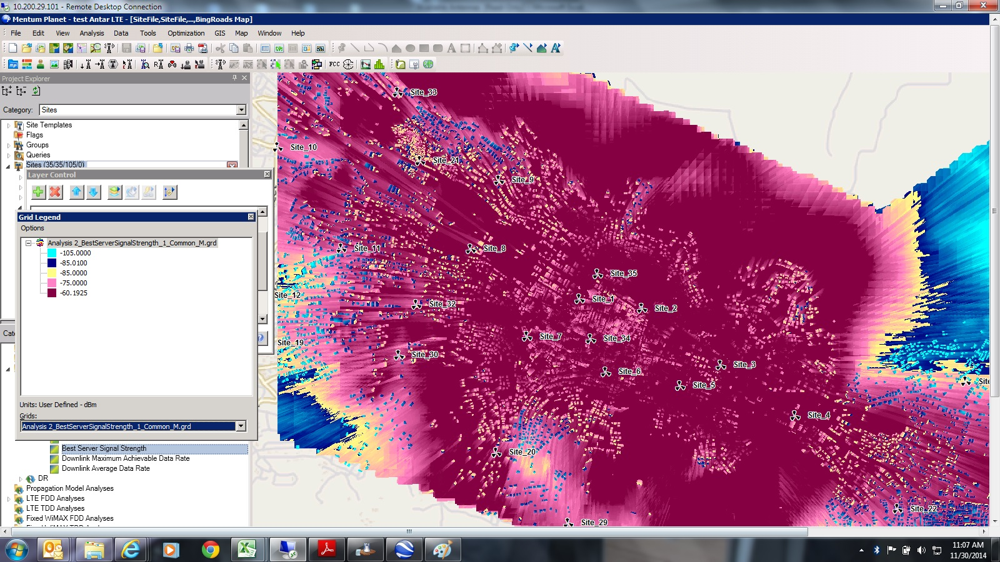 10.200.29.101 - Remote Desktop Connection
Mentum Planet - test Antar LTE - [SiteFile,SiteFile,...,BingRoads Map]
File Edit View Analysis Data Tools Optimization GIS Map Window Help
FCC
Project Explorer
Category: Sites
Site Templates
Flags
Groups
Queries
Sites (35/35/105/0)
Layer Control
Grid Legend
Options
Analysis 2_BestServerSignalStrength_1_Common_M.grd
-105.0000
-85.0100
-85.0000
-75.0000
-60.1925
Units: User Defined - dBm
Grids:
Analysis 2_BestServerSignalStrength_1_Common_M.grd
Best Server Signal Strength
Downlink Maximum Achievable Data Rate
Downlink Average Data Rate
DR
Propagation Model Analyses
LTE FDD Analyses
LTE TDD Analyses
Fixed WiMAX FDD Analyses
Site_33
Site_10
Site_21
Site_9
Site_11
Site_8
Site_35
Site_12
Site_32
Site_1
Site_2
Site_19
Site_7
Site_34
Site_30
Site_6
Site_3
Site_5
Site_4
Site_20
Site_22
Site_29
11:07 AM
11/30/2014